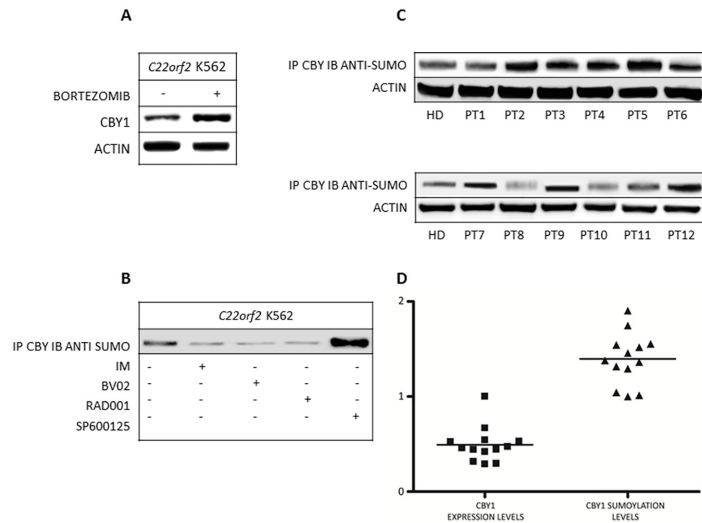 A
C22orf2 K562
BORTEZOMIB - +
CBY1
ACTIN
B
C22orf2 K562
IP CBY IB ANTI SUMO
IM - + - - -
BV02 - - + - -
RAD001 - - - + -
SP600125 - - - - +
C
IP CBY IB ANTI-SUMO
ACTIN
HD PT1 PT2 PT3 PT4 PT5 PT6
IP CBY IB ANTI-SUMO
ACTIN
HD PT7 PT8 PT9 PT10 PT11 PT12
D
2
1
0
CBY1
EXPRESSION LEVELS
CBY1 SUMOYLATION
LEVELS